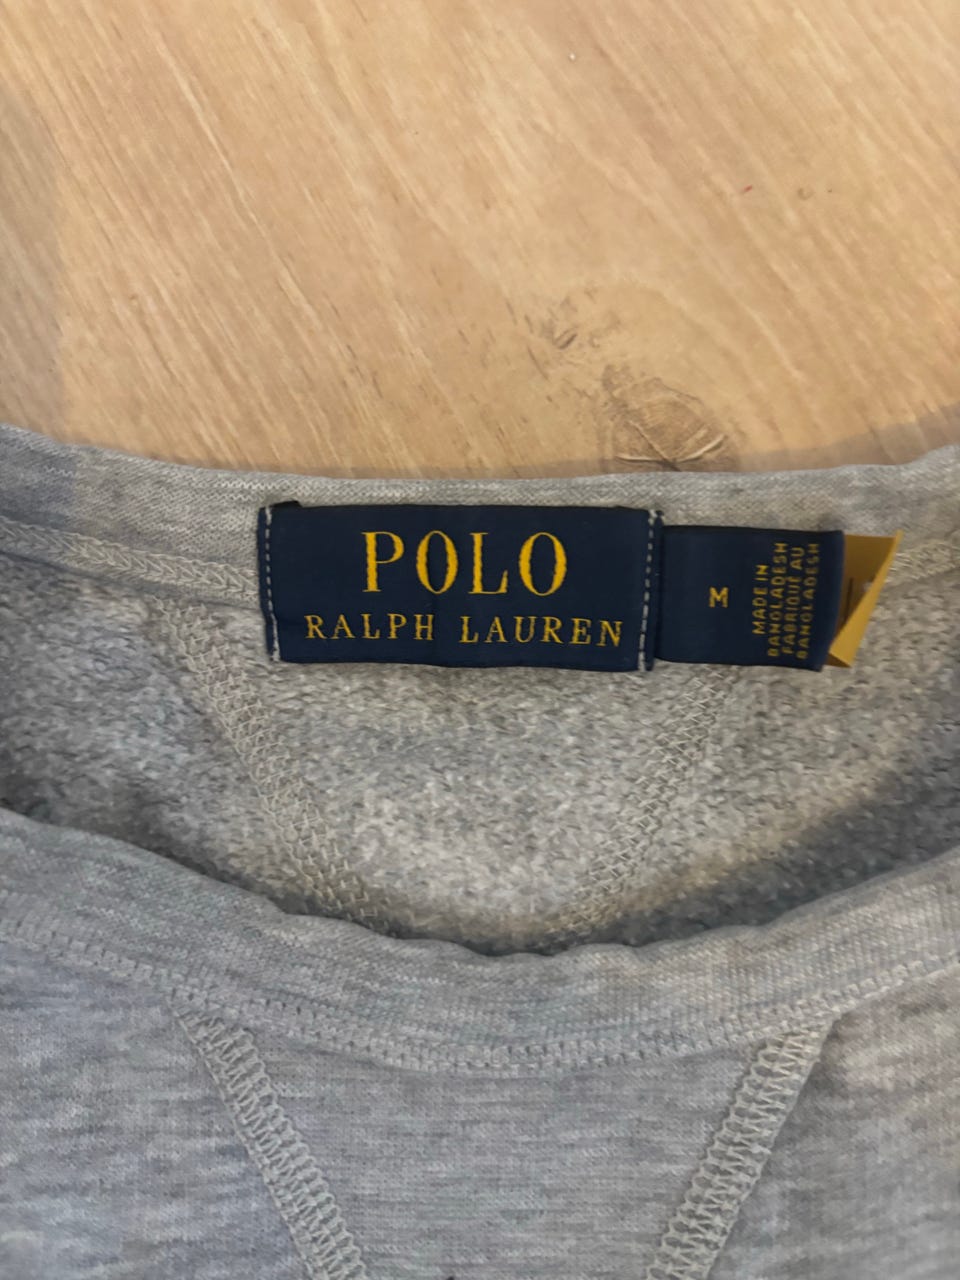 POLO
RALPH LAUREN
M
MADE IN
BANGLADESH
FABRIQUÉ AU
BANGLADESH